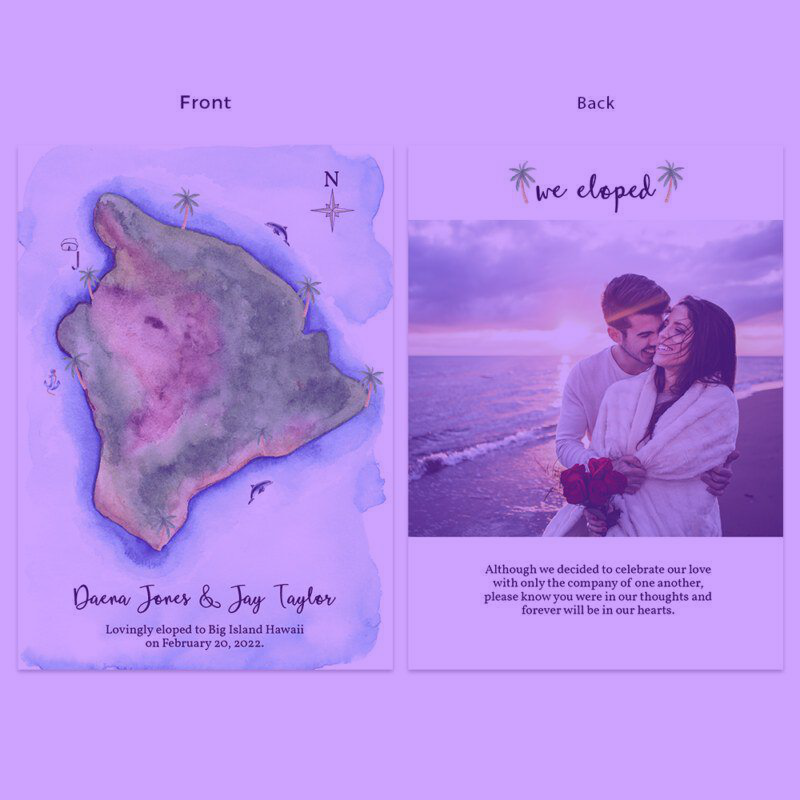 Front
Back
N
Daena Jones & Jay Taylor
Lovingly eloped to Big Island Hawaii
on February 20, 2022.
we eloped
Although we decided to celebrate our love
with only the company of one another,
please know you were in our thoughts and
forever will be in our hearts.